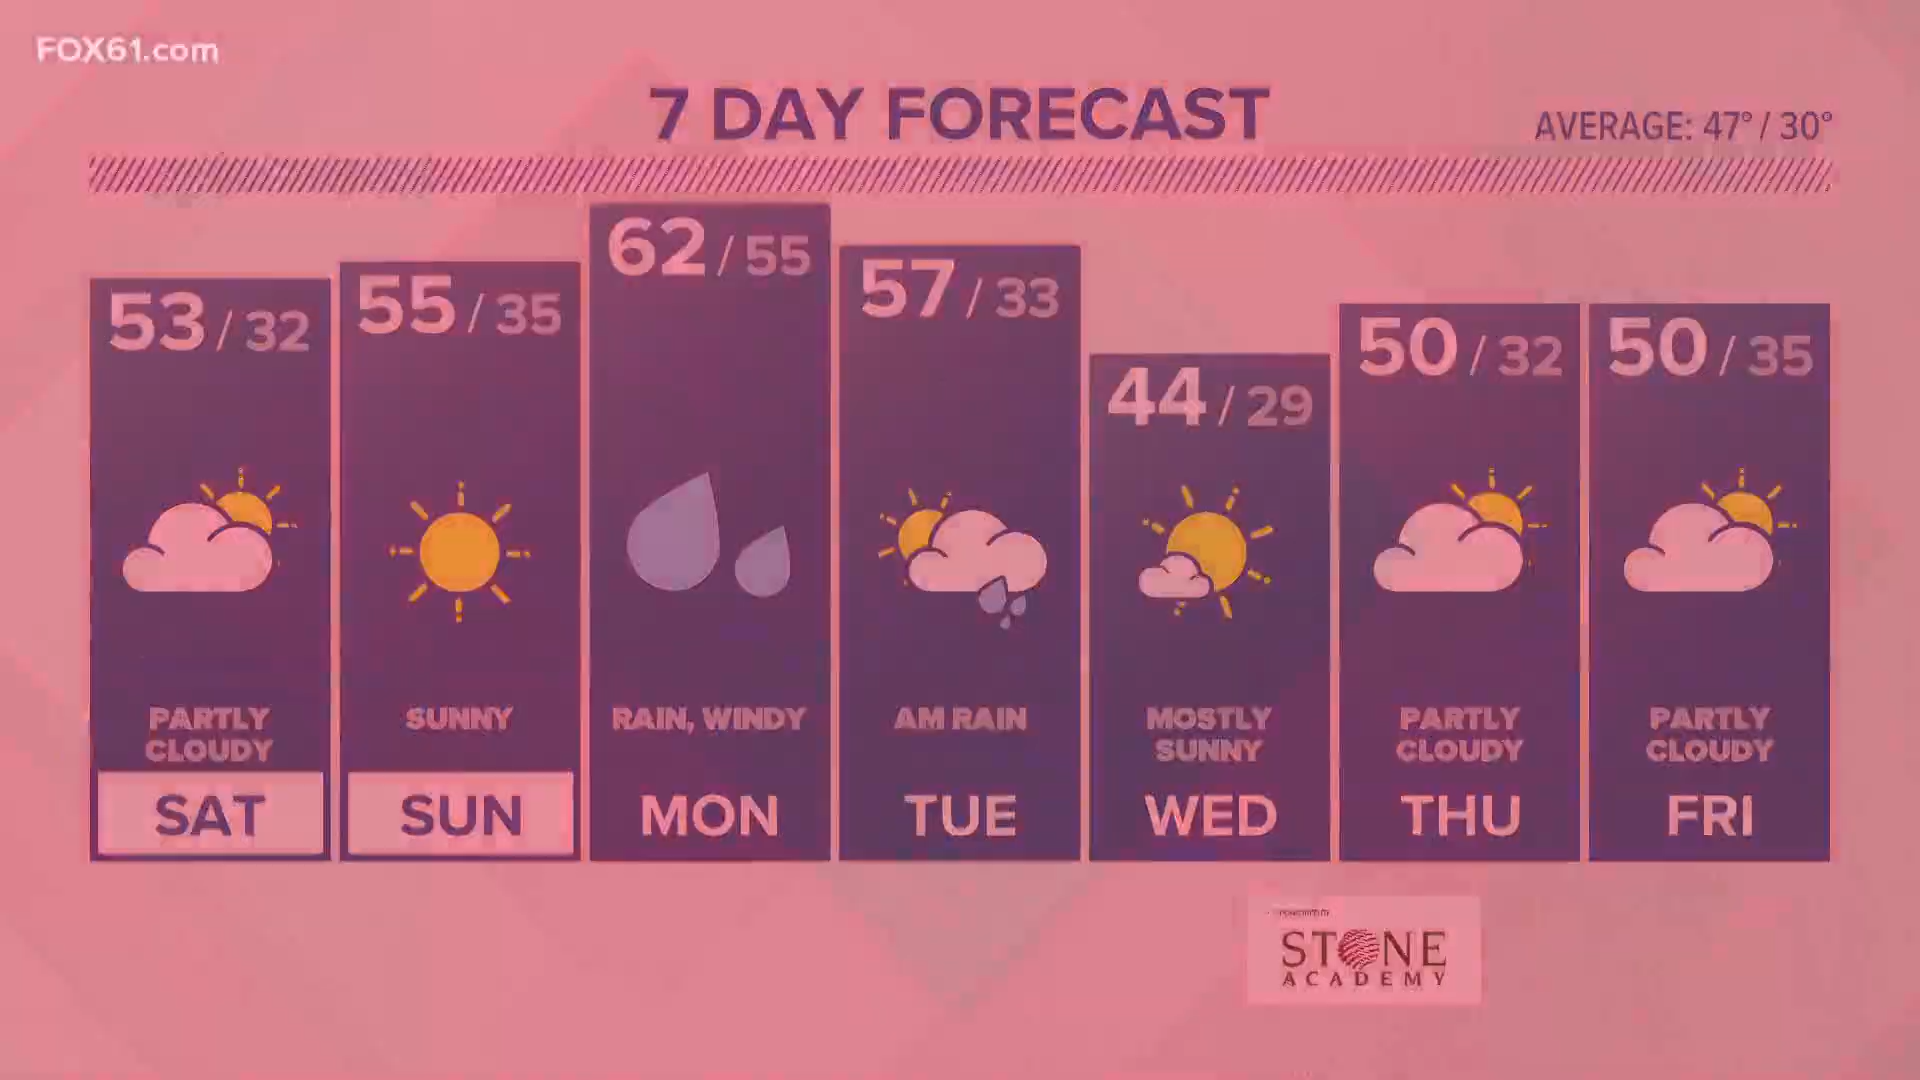 FOX61.com
7 DAY FORECAST
AVERAGE: 47° / 30°
53 / 32
55 / 35
62 / 55
57 / 33
44 / 29
50 / 32
50 / 35
PARTLY
CLOUDY
SUNNY
RAIN, WINDY
AM RAIN
MOSTLY
SUNNY
PARTLY
CLOUDY
PARTLY
CLOUDY
SAT
SUN
MON
TUE
WED
THU
FRI
STONE
ACADEMY